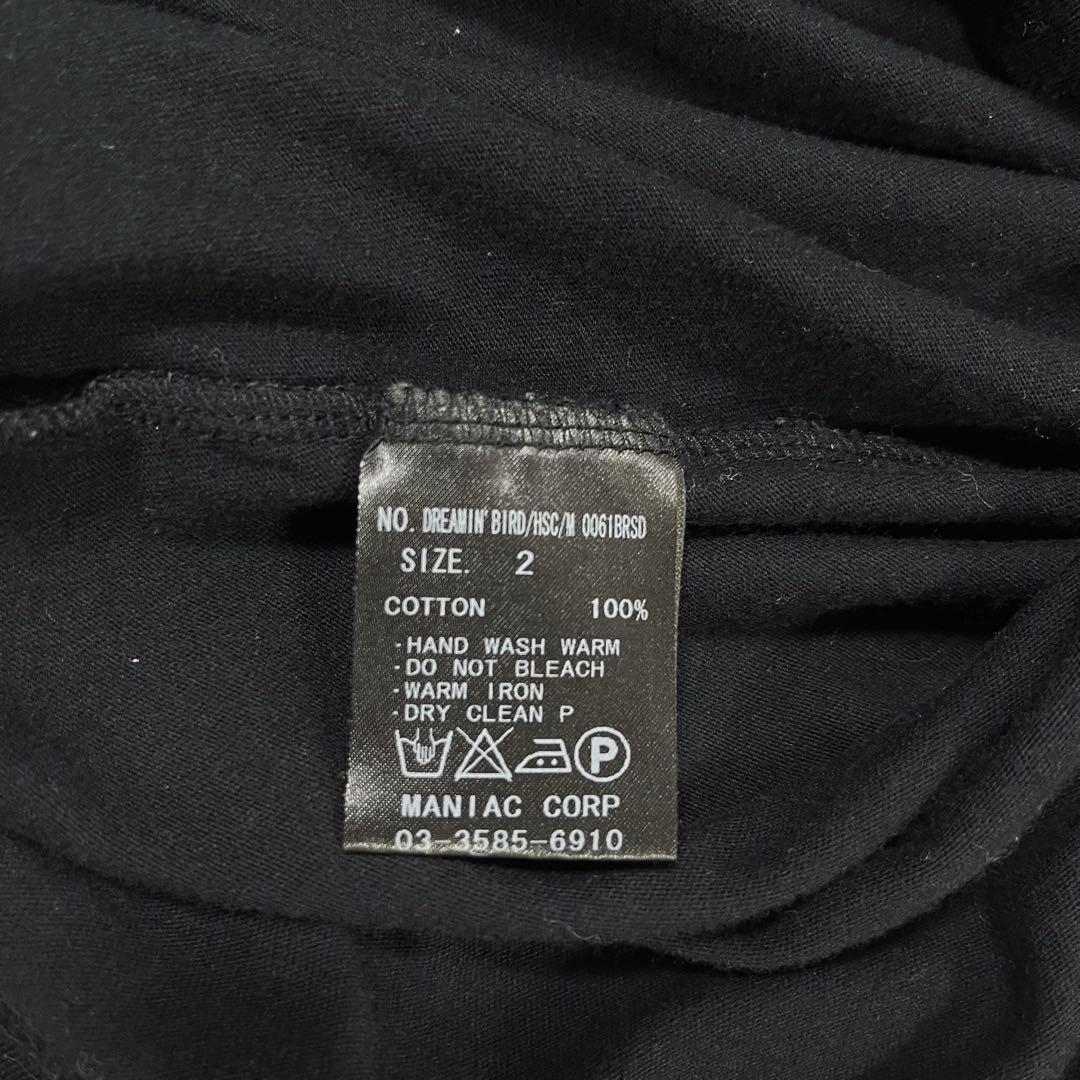 NO. DREAMIN'BIRD/HSC/M 0061BRSD
SIZE. 2
COTTON 100%
·HAND WASH WARM
·DO NOT BLEACH
·WARM IRON
·DRY CLEAN P
P
MANIAC CORP
03-3585-6910